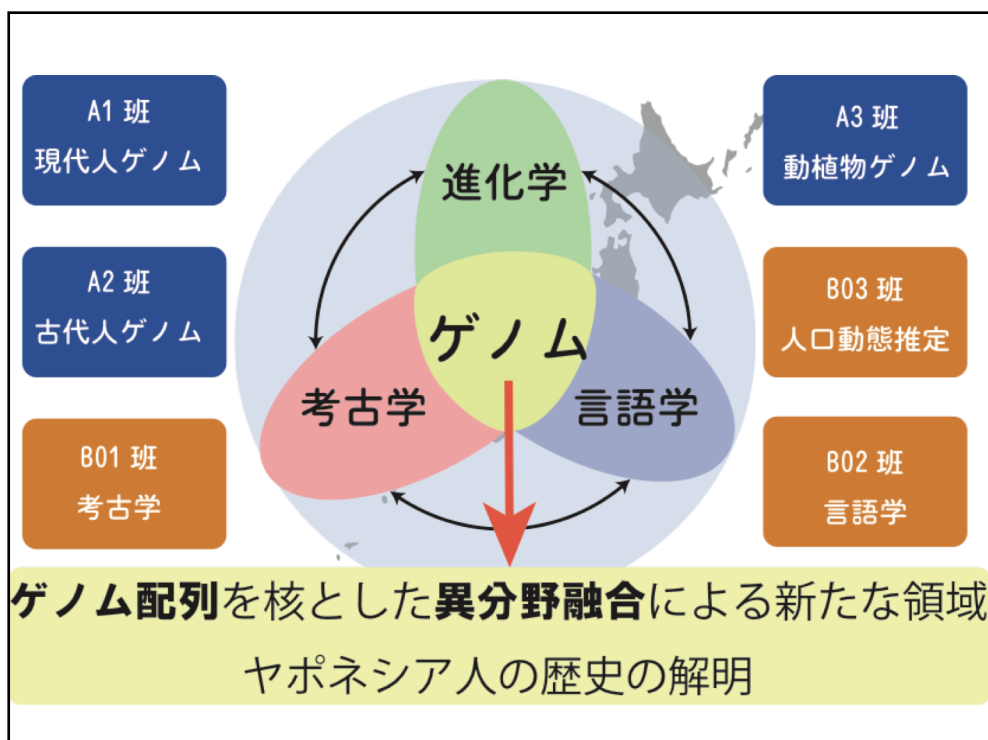 A1 班
現代人ゲノム
A2 班
古代人ゲノム
B01 班
考古学
進化学
ゲノム
考古学
言語学
A3 班
動植物ゲノム
B03 班
人口動態推定
B02 班
言語学
ゲノム配列を核とした異分野融合による新たな領域
ヤポネシア人の歴史の解明